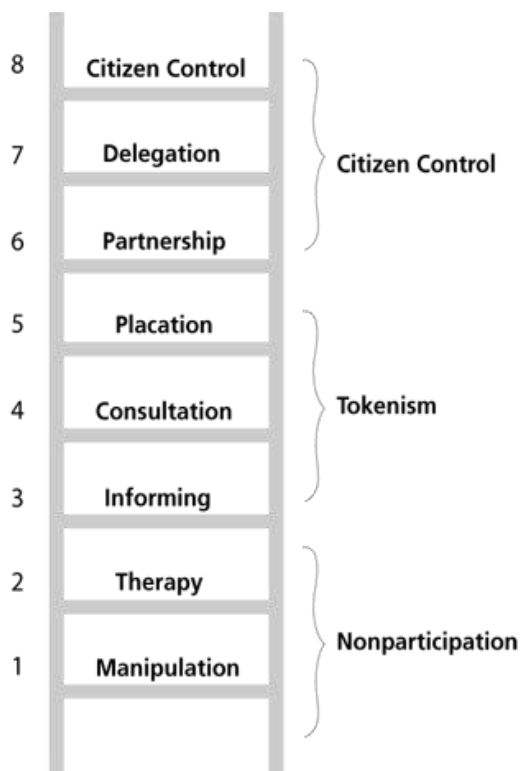 8 Citizen Control
7 Delegation
Citizen Control
6 Partnership
5 Placation
4 Consultation
Tokenism
3 Informing
2 Therapy
Nonparticipation
1 Manipulation